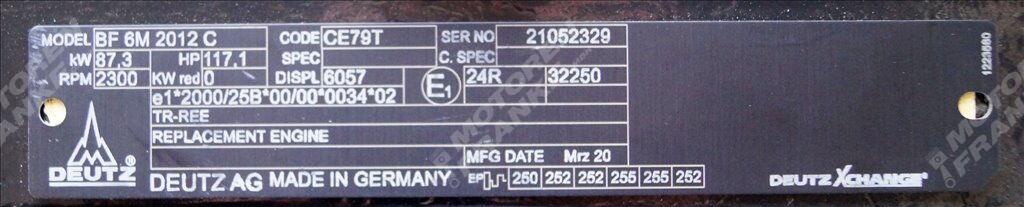 MODEL BF 6M 2012 C CODE CE79T SER NO 21052329
kW 87,3 HP 117,1 SPEC C. SPEC
RPM 2300 KW red 0 DISPL 6057 E1 24R 32250
e1*2000/25B*00/00*0034*02
TR-REE
REPLACEMENT ENGINE
MFG DATE Mrz 20
DEUTZ ® DEUTZ AG MADE IN GERMANY EP 250 252 252 255 255 252 DEUTZ XCHANGE
1223560
MOTORE FRANKE